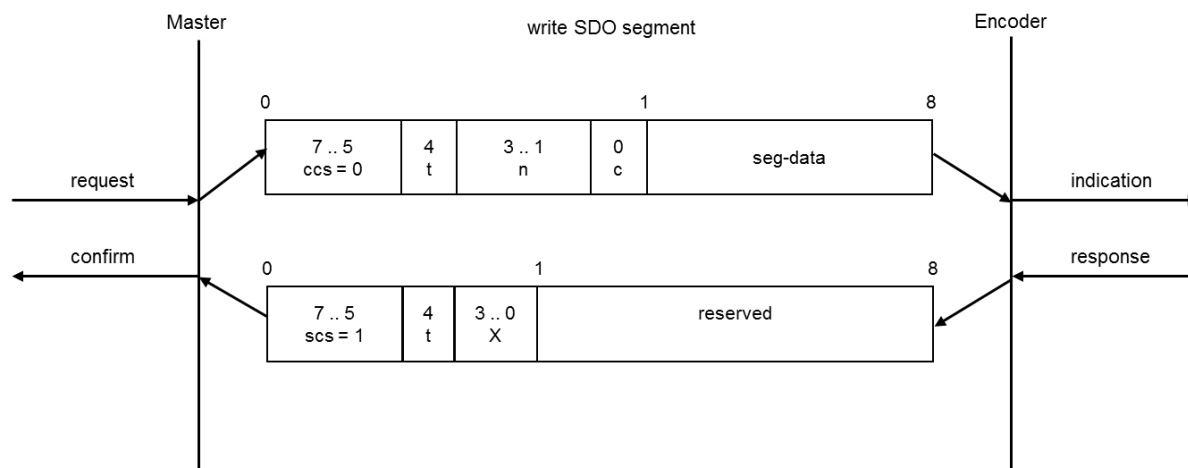 Master
write SDO segment
Encoder
0
1
8
7 .. 5
ccs = 0
4
t
3 .. 1
n
0
c
seg-data
request
indication
confirm
response
0
1
8
7 .. 5
scs = 1
4
t
3 .. 0
X
reserved